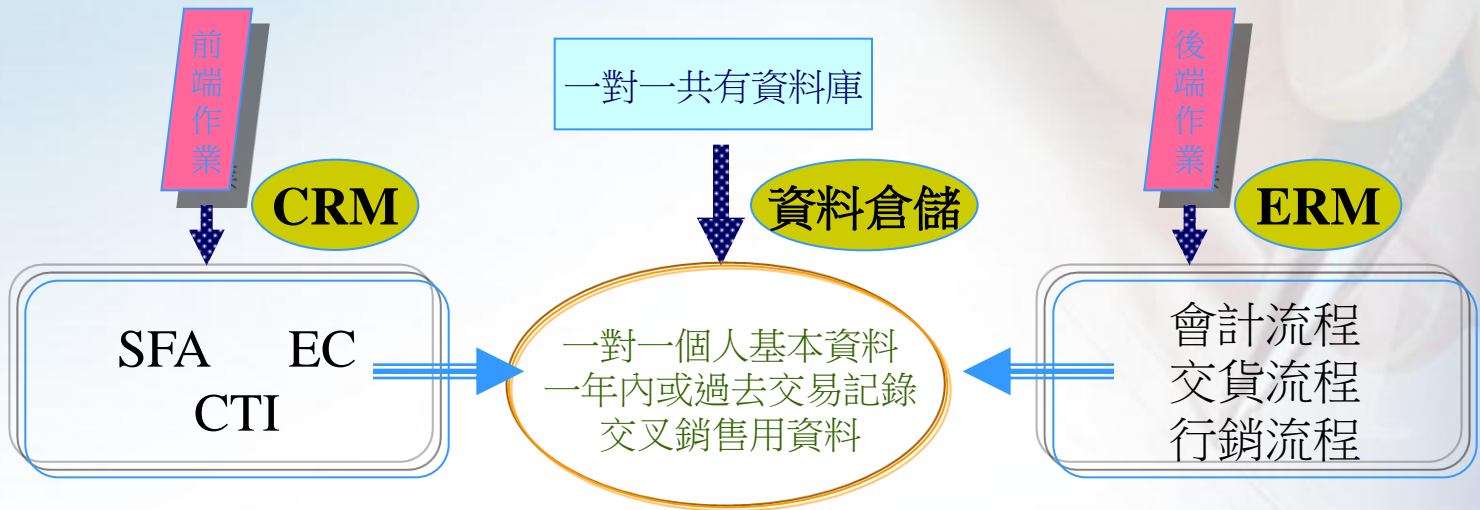 前端作業
CRM
SFA EC
CTI
一對一共有資料庫
資料倉儲
一對一個人基本資料
一年內或過去交易記錄
交叉銷售用資料
後端作業
ERM
會計流程
交貨流程
行銷流程